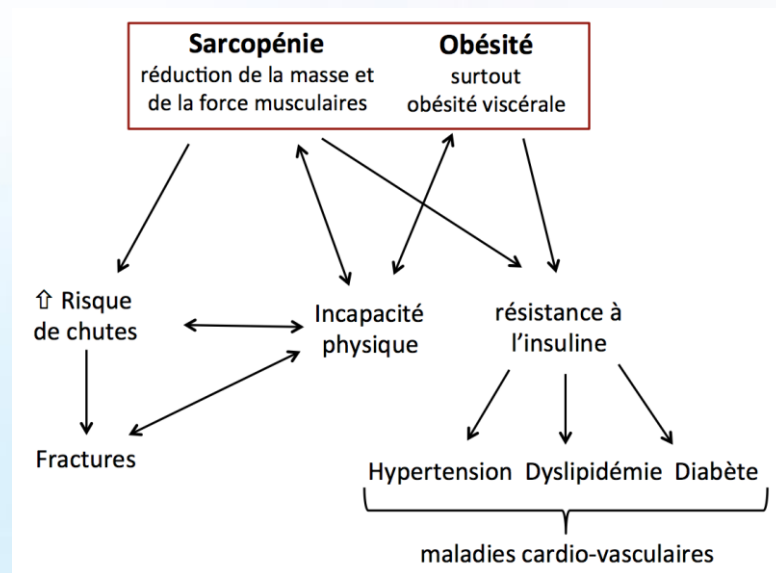 Sarcopénie
réduction de la masse et
de la force musculaires
Obésité
surtout
obésité viscérale
⇧ Risque
de chutes
Incapacité
physique
résistance à
l'insuline
Fractures
Hypertension Dyslipidémie Diabète
maladies cardio-vasculaires